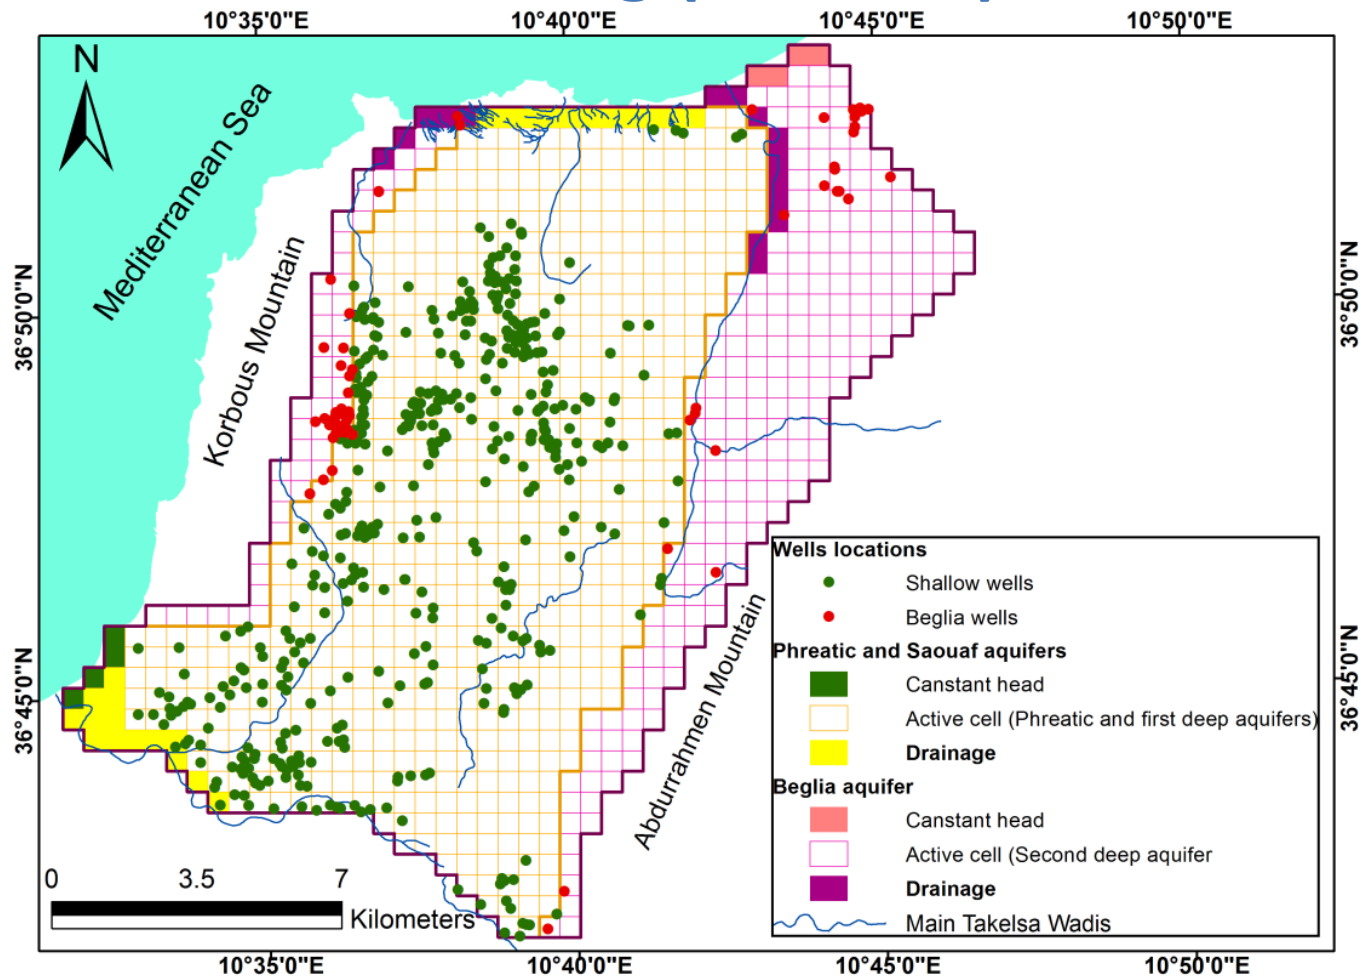 10°35'0"E 10°40'0"E 10°45'0"E 10°50'0"E
N
Mediterranean Sea
Korbous Mountain
Abdurrahmen Mountain
36°50'0"N
36°50'0"N
36°45'0"N
36°45'0"N
Wells locations
Shallow wells
Beglia wells
Phreatic and Saouaf aquifers
Canstant head
Active cell (Phreatic and first deep aquifers)
Drainage
Beglia aquifer
Canstant head
Active cell (Second deep aquifer
Drainage
Main Takelsa Wadis
0 3.5 7
Kilometers
10°35'0"E 10°40'0"E 10°45'0"E 10°50'0"E